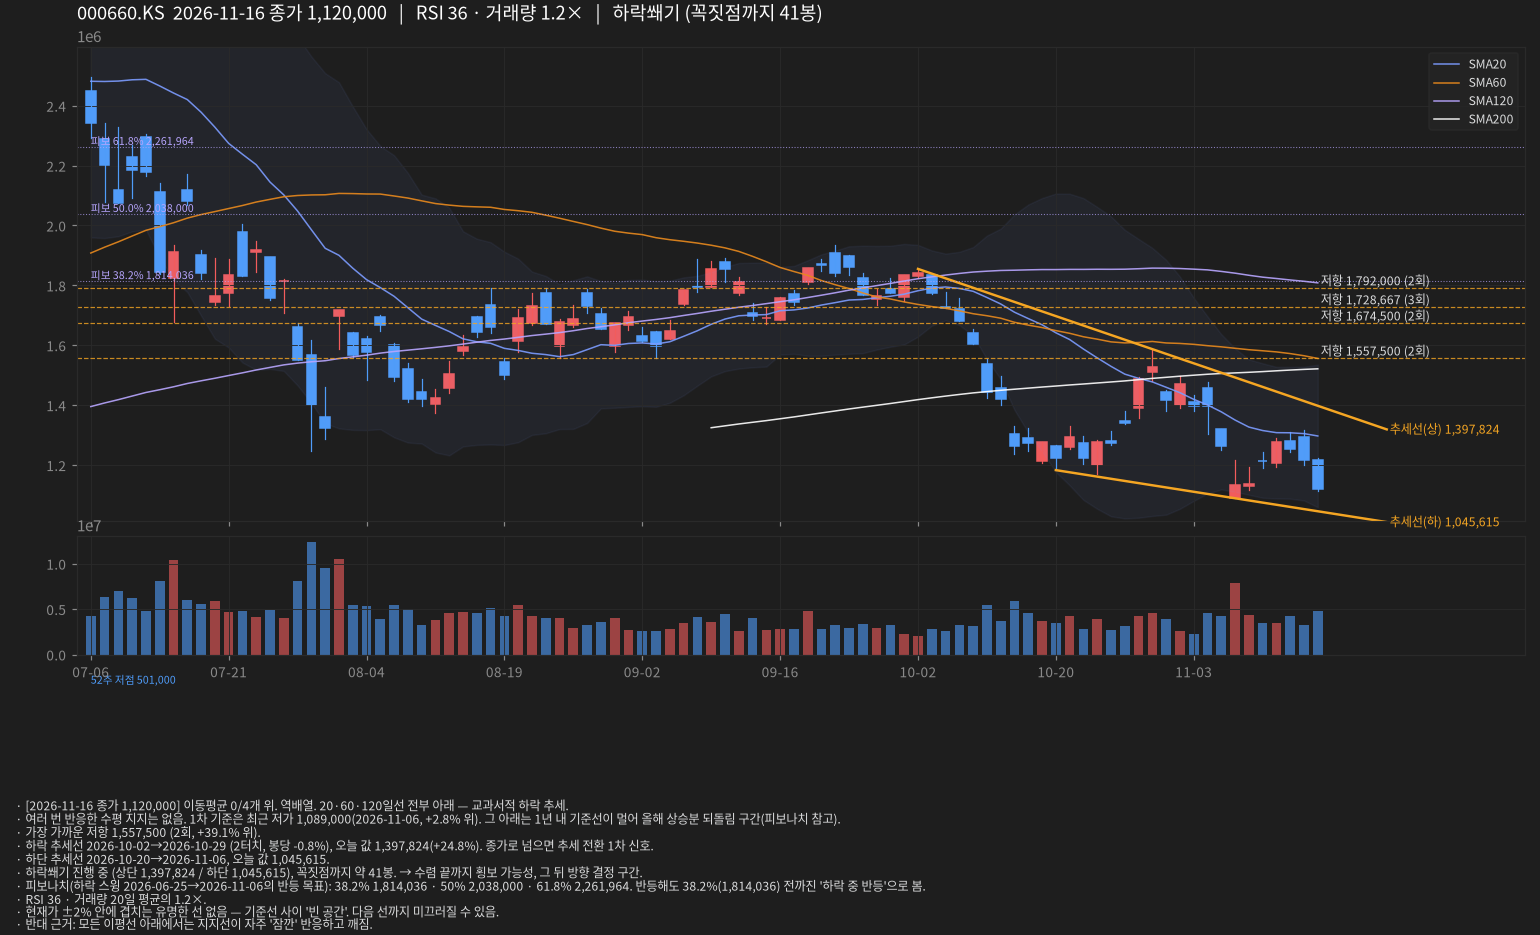 000660.KS 2026-11-16 종가 1,120,000 | RSI 36 · 거래량 1.2× | 하락쐐기 (꼭짓점까지 41봉)
1e6
SMA20
SMA60
SMA120
SMA200
2.4
2.2
2.0
1.8
1.6
1.4
1.2
피보 61.8% 2,261,964
피보 50.0% 2,038,000
피보 38.2% 1,814,036
저항 1,792,000 (2회)
저항 1,728,667 (3회)
저항 1,674,500 (2회)
저항 1,557,500 (2회)
추세선(상) 1,397,824
추세선(하) 1,045,615
1e7
1.0
0.5
0.0
07-06
07-21
08-04
08-19
09-02
09-16
10-02
10-20
11-03
52주 저점 501,000
· [2026-11-16 종가 1,120,000] 이동평균 0/4개 위. 역배열. 20·60·120일선 전부 아래 — 교과서적 하락 추세.
· 여러 번 반응한 수평 지지는 없음. 1차 기준은 최근 저가 1,089,000(2026-11-06, +2.8% 위). 그 아래는 1년 내 기준선이 멀어 올해 상승분 되돌림 구간(피보나치 참고).
· 가장 가까운 저항 1,557,500 (2회, +39.1% 위).
· 하락 추세선 2026-10-02→2026-10-29 (2터치, 봉당 -0.8%), 오늘 값 1,397,824(+24.8%). 종가로 넘으면 추세 전환 1차 신호.
· 하단 추세선 2026-10-20→2026-11-06, 오늘 값 1,045,615.
· 하락쐐기 진행 중 (상단 1,397,824 / 하단 1,045,615), 꼭짓점까지 약 41봉. → 수렴 끝까지 횡보 가능성, 그 뒤 방향 결정 구간.
· 피보나치(하락 스윙 2026-06-25→2026-11-06의 반등 목표): 38.2% 1,814,036 · 50% 2,038,000 · 61.8% 2,261,964. 반등해도 38.2%(1,814,036) 전까진 '하락 중 반등'으로 봄.
· RSI 36 · 거래량 20일 평균의 1.2×.
· 현재가 ±2% 안에 겹치는 유명한 선 없음 — 기준선 사이 '빈 공간'. 다음 선까지 미끄러질 수 있음.
· 반대 근거: 모든 이평선 아래에서는 지지선이 자주 '잠깐' 반응하고 깨짐.